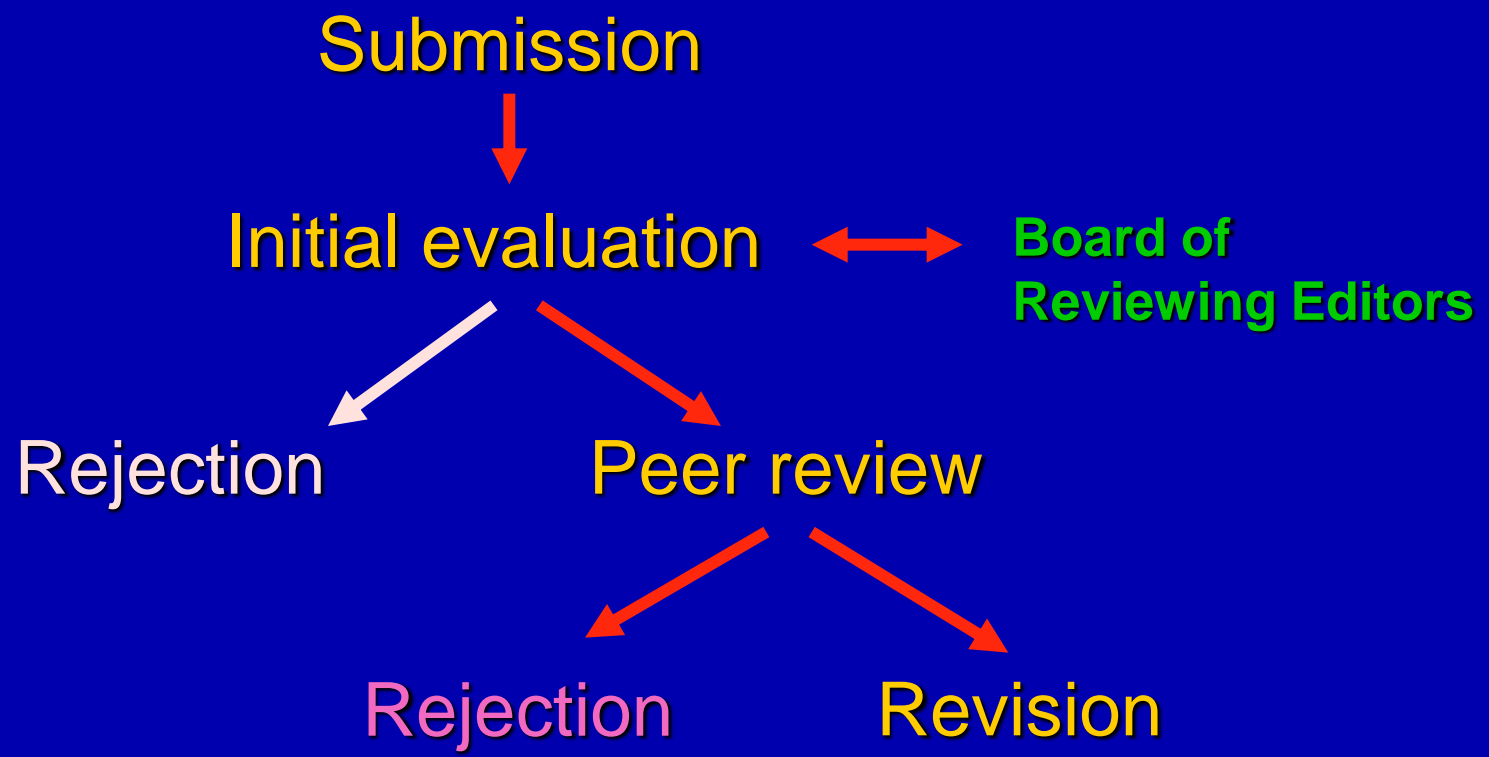 Submission
Initial evaluation
Board of
Reviewing Editors
Rejection
Peer review
Rejection
Revision